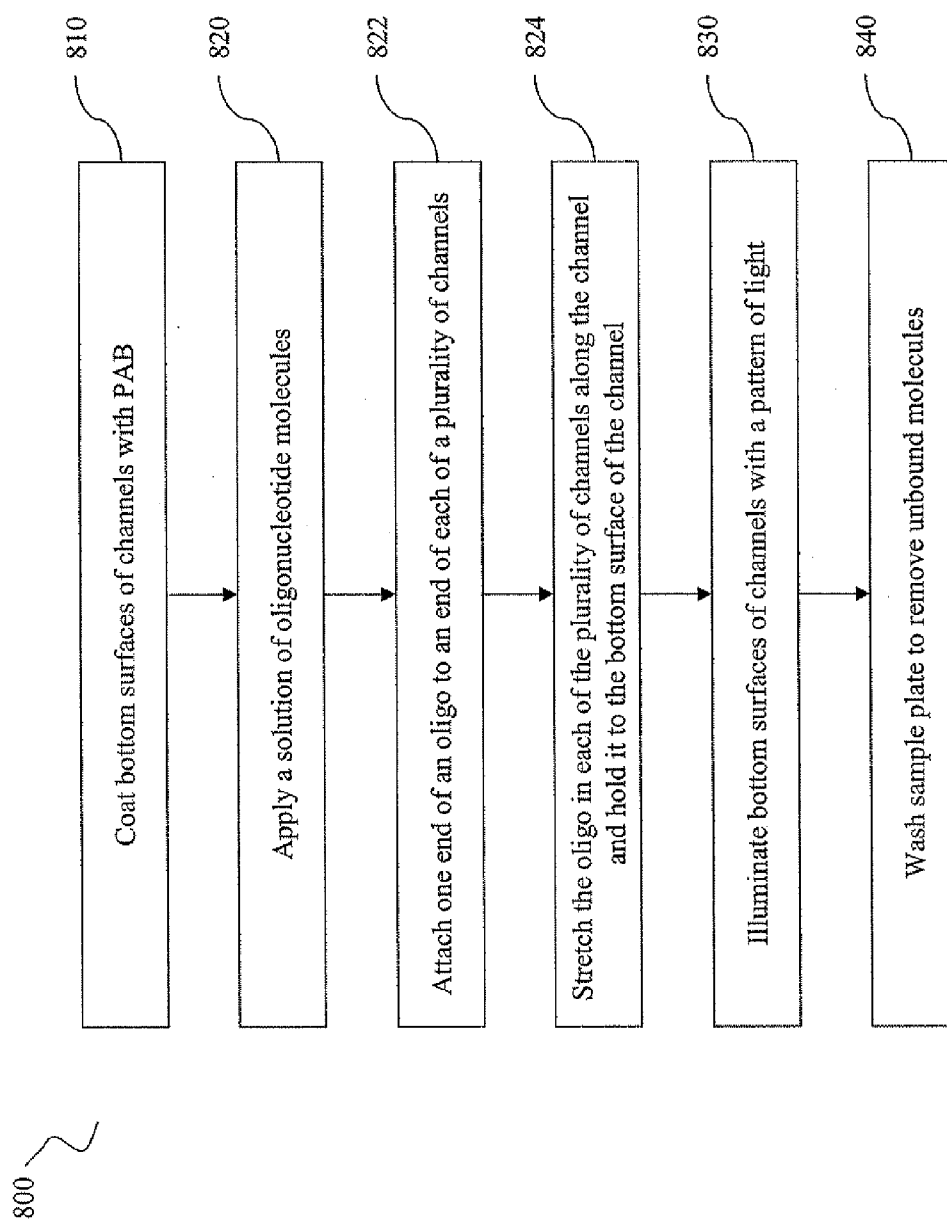 800
810
Coat bottom surfaces of channels with PAB
820
Apply a solution of oligonucleotide molecules
822
Attach one end of an oligo to an end of each of a plurality of channels
824
Stretch the oligo in each of the plurality of channels along the channel
and hold it to the bottom surface of the channel
830
Illuminate bottom surfaces of channels with a pattern of light
840
Wash sample plate to remove unbound molecules